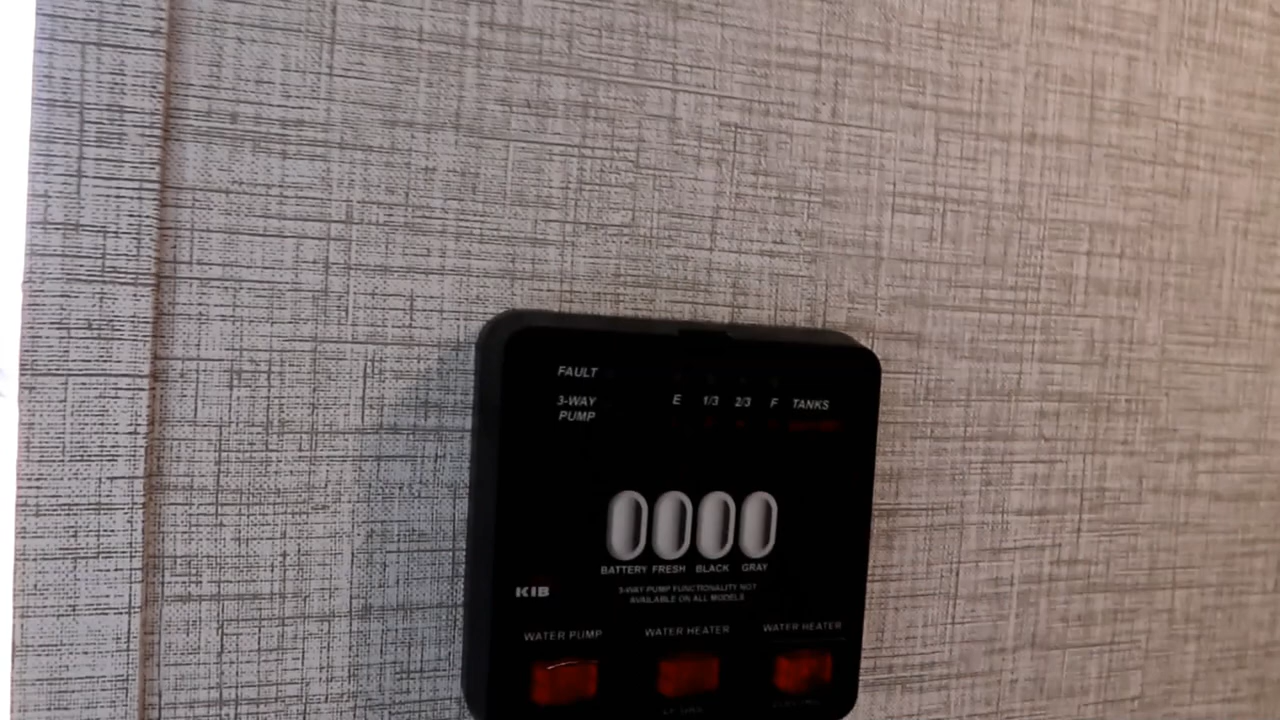 FAULT
E 1/3 2/3 F TANKS
3-WAY
PUMP
BATTERY FRESH BLACK GRAY
KIB
3-WAY PUMP FUNCTIONALITY NOT
AVAILABLE ON ALL MODELS
WATER PUMP WATER HEATER WATER HEATER